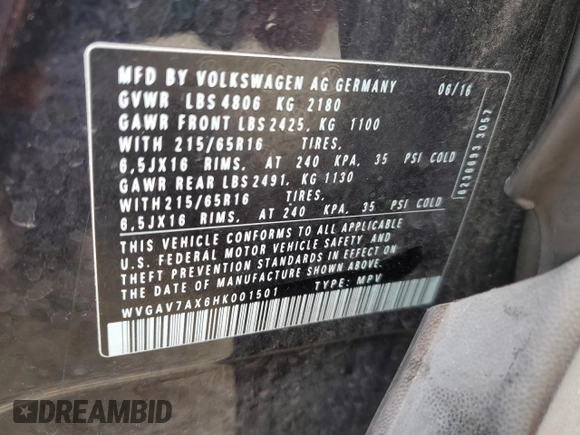 MFD BY VOLKSWAGEN AG GERMANY 06/16
GVWR LBS 4806 KG 2180
GAWR FRONT LBS 2425, KG 1100
WITH 215/65R16 TIRES,
6,5JX16 RIMS, AT 240 KPA, 35 PSI COLD
GAWR REAR LBS 2491, KG 1130
WITH 215/65R16 TIRES,
6,5JX16 RIMS, AT 240 KPA, 35 PSI COLD
THIS VEHICLE CONFORMS TO ALL APPLICABLE
U.S. FEDERAL MOTOR VEHICLE SAFETY AND
THEFT PREVENTION STANDARDS IN EFFECT ON
THE DATE OF MANUFACTURE SHOWN ABOVE.
WVGAV7AX6HK001501 TYPE: MPV
0230093 3057
DREAMBID